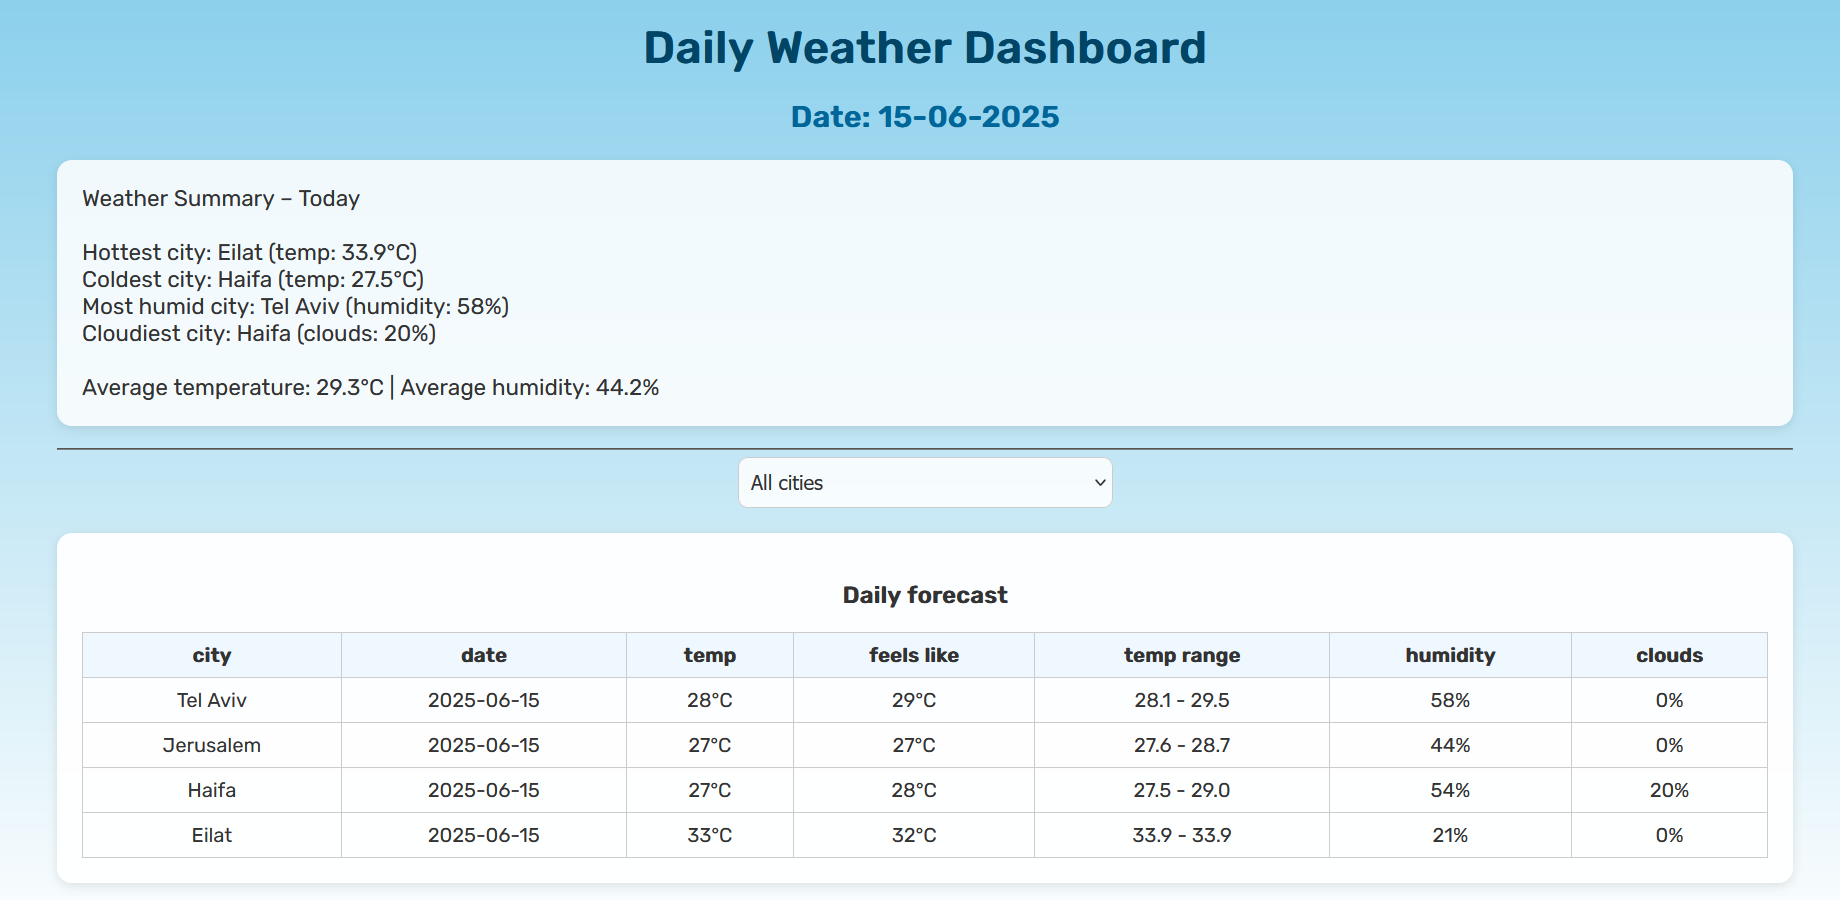 Daily Weather Dashboard
Date: 15-06-2025
Weather Summary – Today
Hottest city: Eilat (temp: 33.9°C)
Coldest city: Haifa (temp: 27.5°C)
Most humid city: Tel Aviv (humidity: 58%)
Cloudiest city: Haifa (clouds: 20%)
Average temperature: 29.3°C | Average humidity: 44.2%
All cities
Daily forecast
city date temp feels like temp range humidity clouds
Tel Aviv 2025-06-15 28°C 29°C 28.1 - 29.5 58% 0%
Jerusalem 2025-06-15 27°C 27°C 27.6 - 28.7 44% 0%
Haifa 2025-06-15 27°C 28°C 27.5 - 29.0 54% 20%
Eilat 2025-06-15 33°C 32°C 33.9 - 33.9 21% 0%